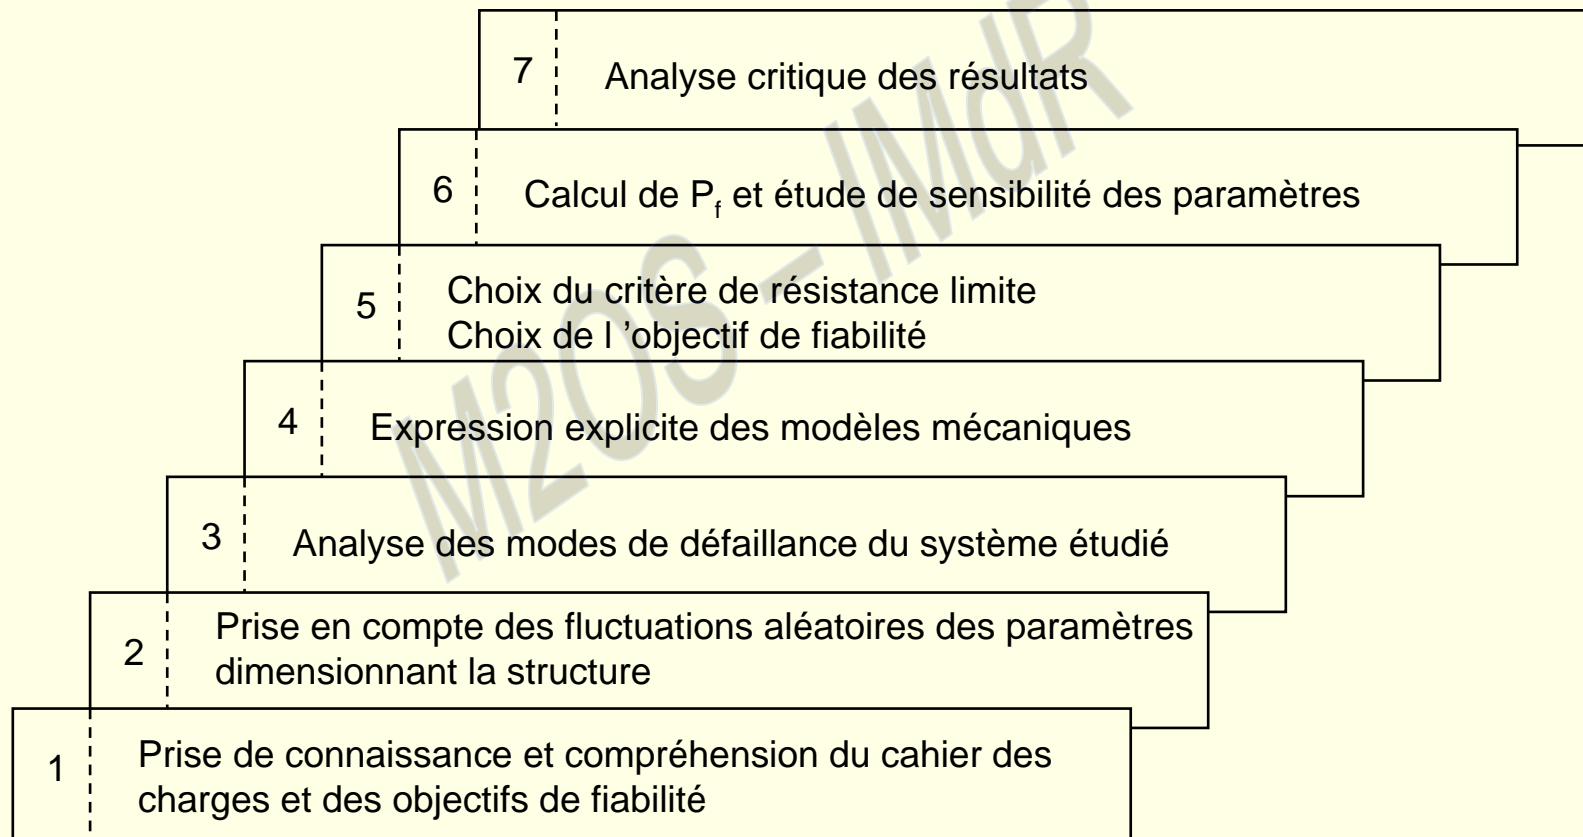 7 Analyse critique des résultats
6 Calcul de Pf et étude de sensibilité des paramètres
5 Choix du critère de résistance limite
Choix de l ’objectif de fiabilité
4 Expression explicite des modèles mécaniques
3 Analyse des modes de défaillance du système étudié
2 Prise en compte des fluctuations aléatoires des paramètres
dimensionnant la structure
1 Prise de connaissance et compréhension du cahier des
charges et des objectifs de fiabilité
M2OS – IMdR